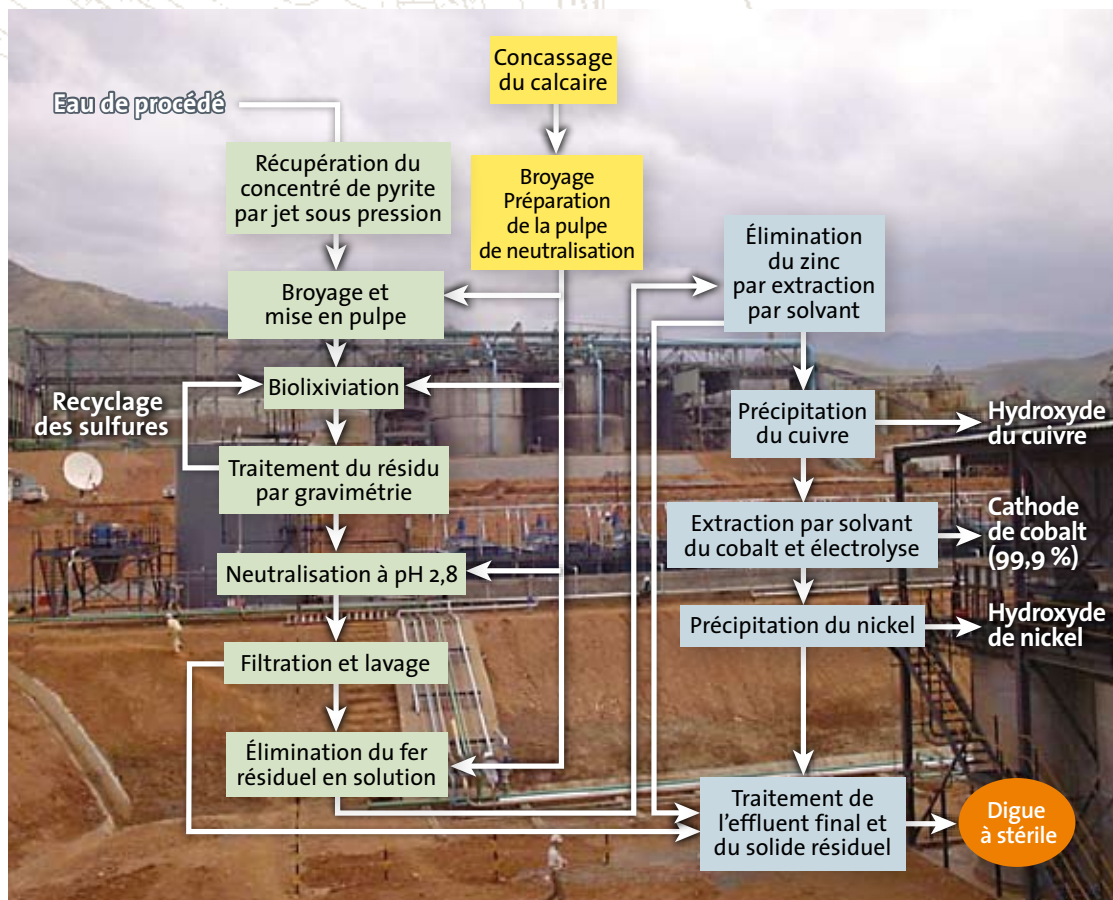 Concassage
du calcaire
Eau de procédé
Récupération du
concentré de pyrite
par jet sous pression
Broyage
Préparation
de la pulpe
de neutralisation
Broyage et
mise en pulpe
Biolixiviation
Recyclage
des sulfures
Traitement du résidu
par gravimétrie
Neutralisation à pH 2,8
Filtration et lavage
Élimination du fer
résiduel en solution
Élimination
du zinc
par extraction
par solvant
Précipitation
du cuivre
Hydroxyde
du cuivre
Extraction par solvant
du cobalt et électrolyse
Cathode
de cobalt
(99,9 %)
Précipitation du nickel
Hydroxyde
de nickel
Traitement de
l'effluent final et
du solide résiduel
Digue
à stérile